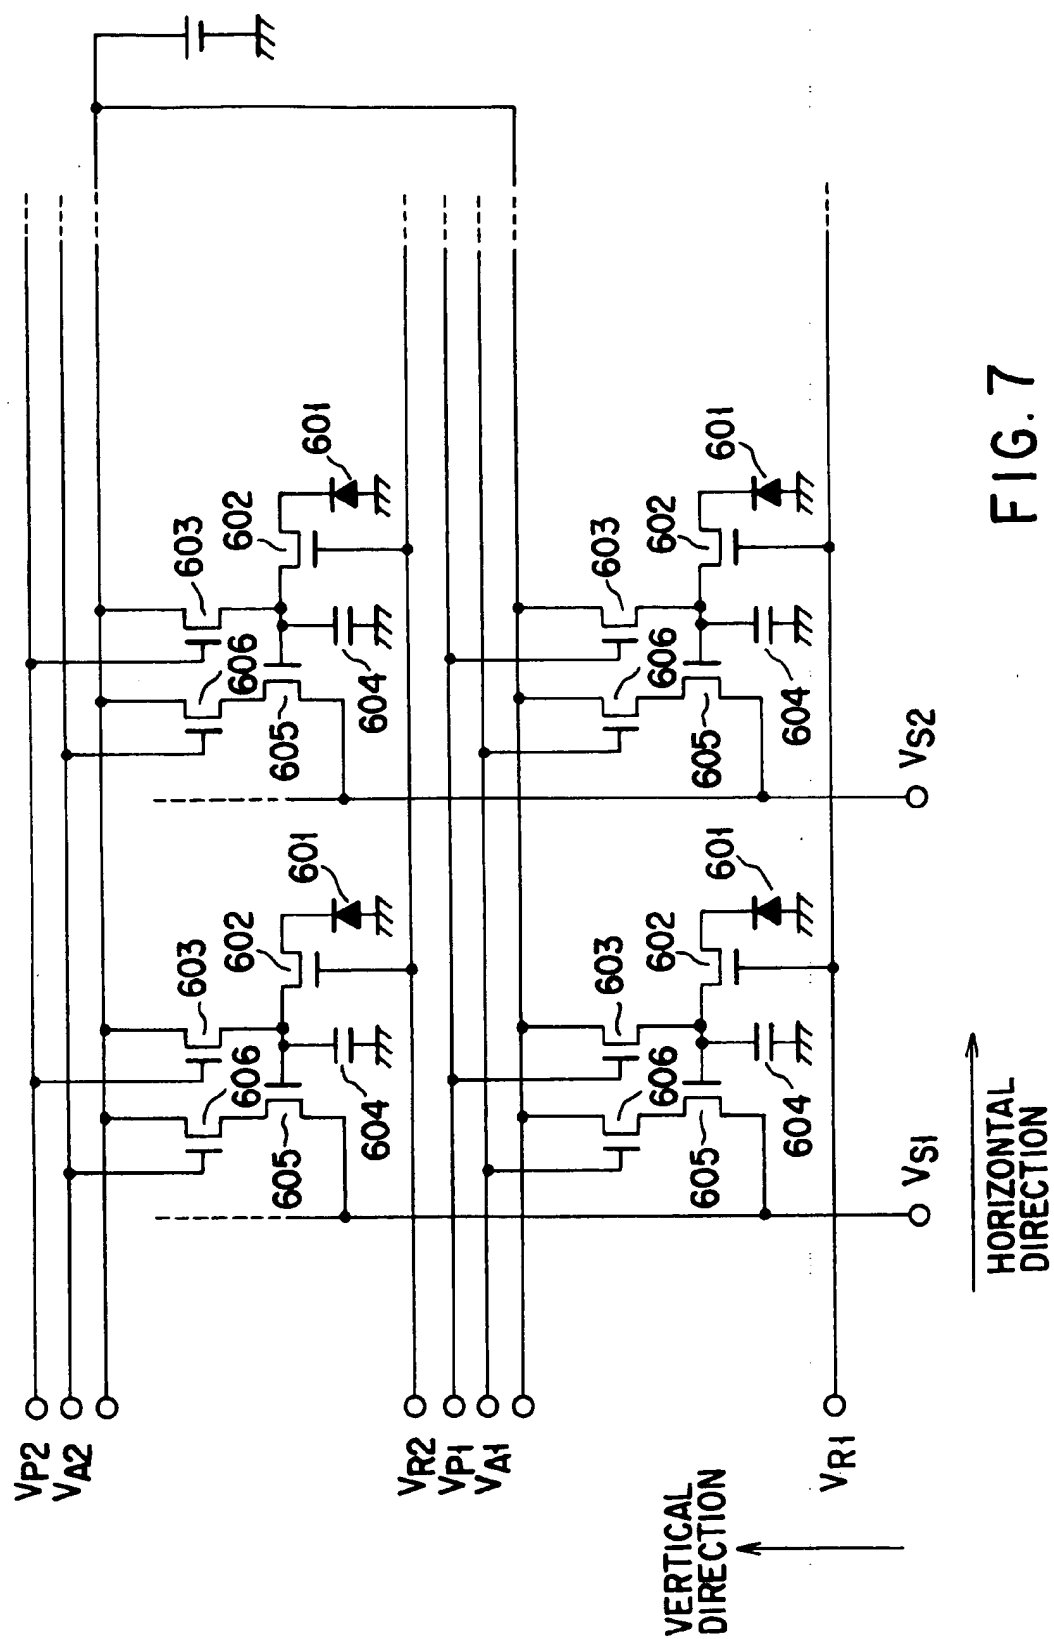 VP2
VA2
603
603
606
602
606
602
605
601
605
601
604
604
VR2
VP1
VA1
603
603
606
602
606
602
605
601
605
601
604
604
VERTICAL
DIRECTION
VR1
VS1
VS2
HORIZONTAL
DIRECTION
FIG. 7